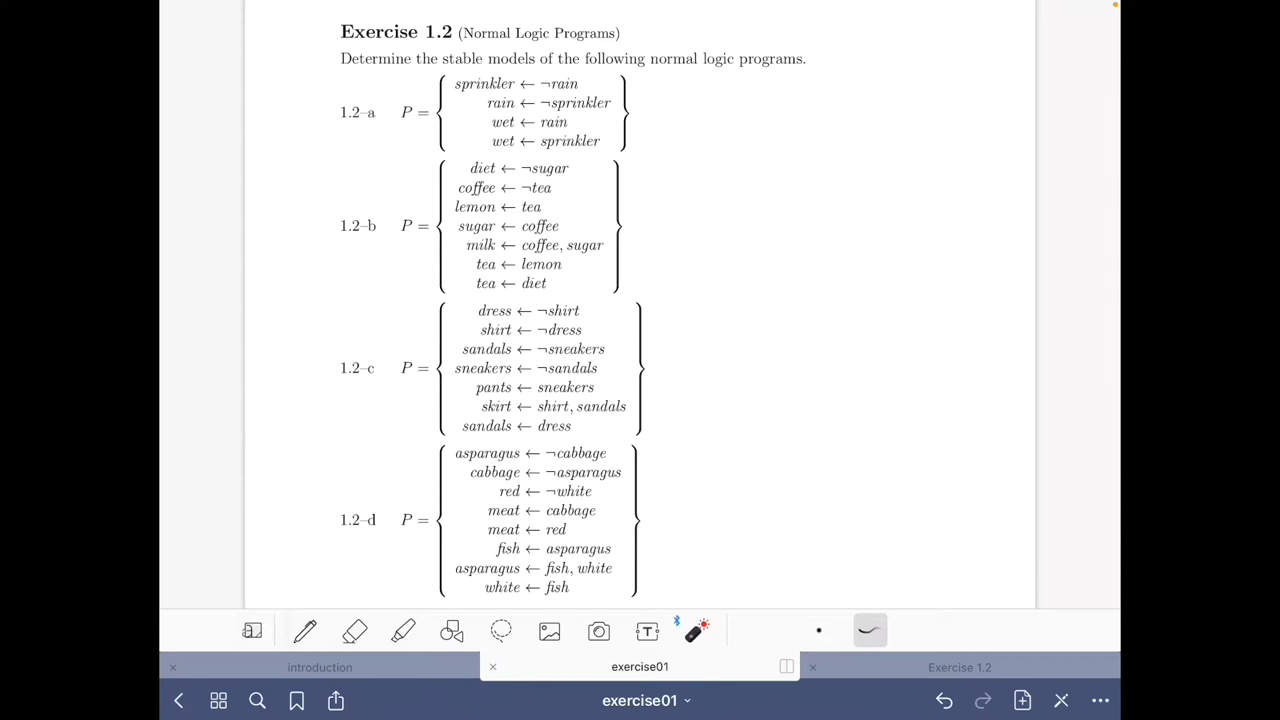 Exercise 1.2 (Normal Logic Programs)
Determine the stable models of the following normal logic programs.
1.2–a P =
sprinkler ← ¬rain
rain ← ¬sprinkler
wet ← rain
wet ← sprinkler
1.2–b P =
diet ← ¬sugar
coffee ← ¬tea
lemon ← tea
sugar ← coffee
milk ← coffee, sugar
tea ← lemon
tea ← diet
1.2–c P =
dress ← ¬shirt
shirt ← ¬dress
sandals ← ¬sneakers
sneakers ← ¬sandals
pants ← sneakers
skirt ← shirt, sandals
sandals ← dress
1.2–d P =
asparagus ← ¬cabbage
cabbage ← ¬asparagus
red ← ¬white
meat ← cabbage
meat ← red
fish ← asparagus
asparagus ← fish, white
white ← fish
T
× introduction × exercise01 × Exercise 1.2
exercise01